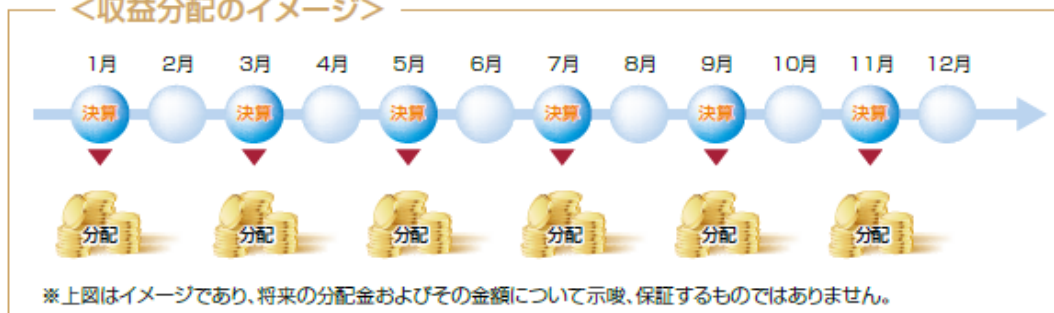 ＜収益分配のイメージ＞
1月 2月 3月 4月 5月 6月 7月 8月 9月 10月 11月 12月
決算 決算 決算 決算 決算 決算
分配 分配 分配 分配 分配 分配
※上図はイメージであり、将来の分配金およびその金額について示唆、保証するものではありません。